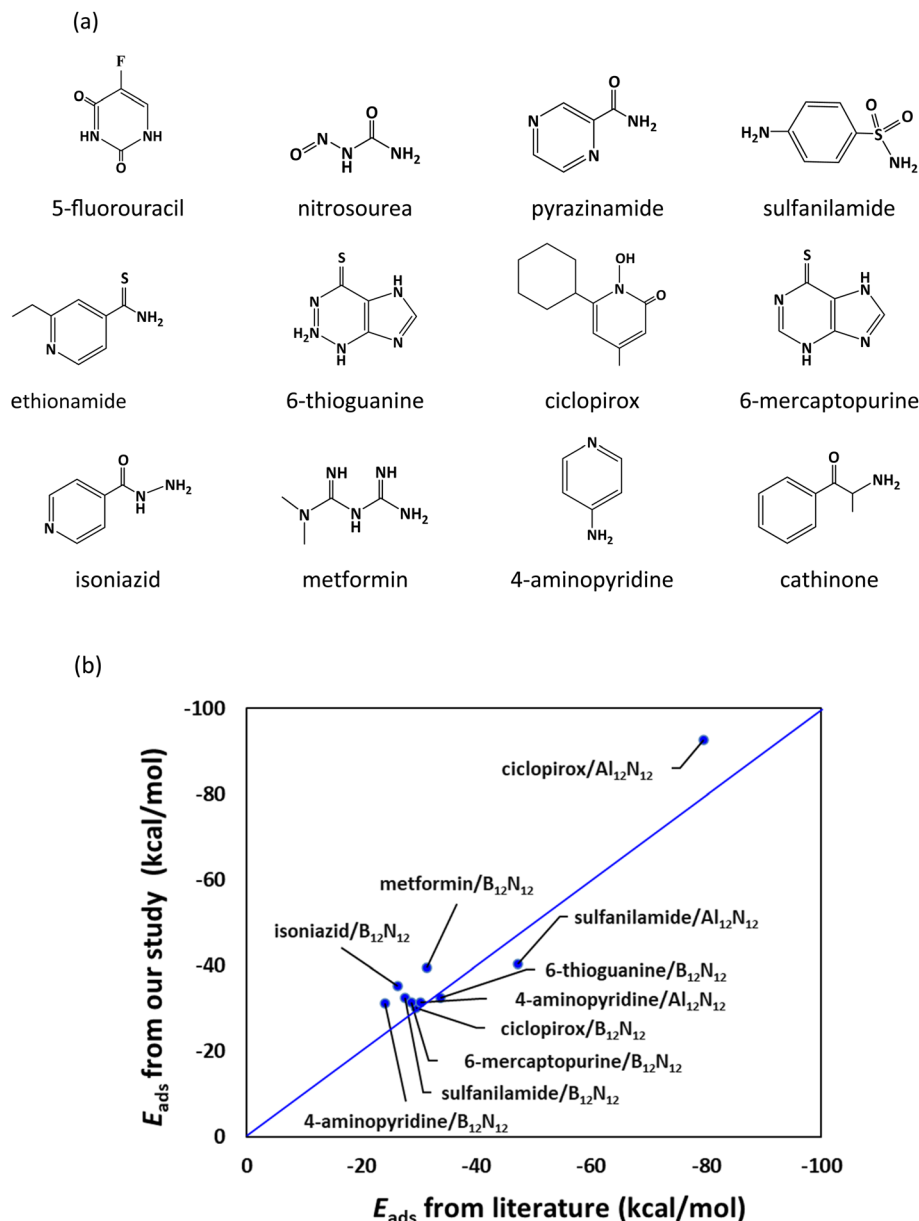 (a)
F
O
NH
NH
O
5-fluorouracil
O
N
N
H
O
NH₂
nitrosourea
N
N
O
NH₂
pyrazinamide
H₂N
O
O
S
NH₂
sulfanilamide
S
NH₂
N
ethionamide
S
N
H₂N
N
H
H
N
N
6-thioguanine
OH
N
O
ciclopirox
S
N
N
H
H
N
N
6-mercaptopurine
O
N
H
NH₂
N
isoniazid
NH
NH
N
N
H
NH₂
metformin
N
NH₂
4-aminopyridine
O
NH₂
cathinone
(b)
-100
-80
-60
-40
-20
0
E_ads from our study (kcal/mol)
ciclopirox/Al₁₂N₁₂
metformin/B₁₂N₁₂
isoniazid/B₁₂N₁₂
sulfanilamide/Al₁₂N₁₂
6-thioguanine/B₁₂N₁₂
4-aminopyridine/Al₁₂N₁₂
ciclopirox/B₁₂N₁₂
6-mercaptopurine/B₁₂N₁₂
sulfanilamide/B₁₂N₁₂
4-aminopyridine/B₁₂N₁₂
0 -20 -40 -60 -80 -100
E_ads from literature (kcal/mol)